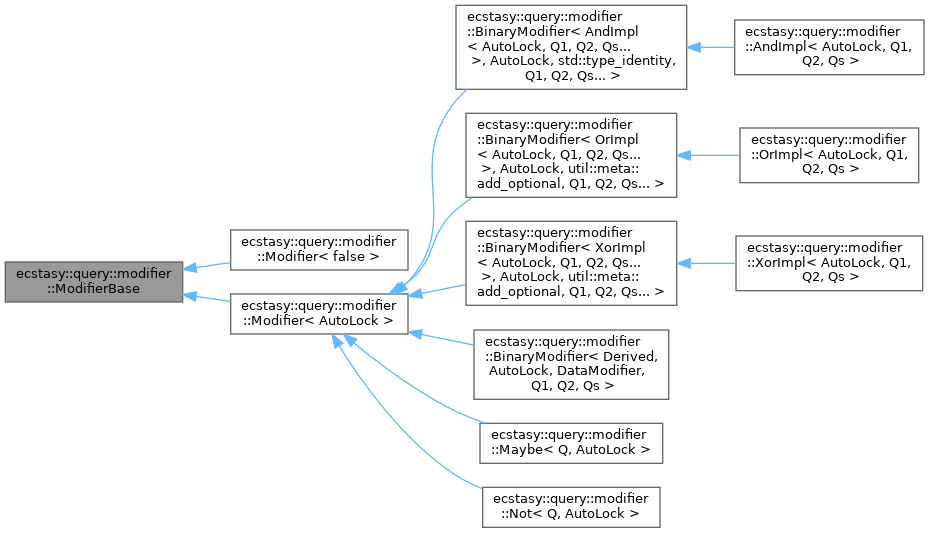 ecstasy::query::modifier
::ModifierBase
ecstasy::query::modifier
::Modifier< false >
ecstasy::query::modifier
::Modifier< AutoLock >
ecstasy::query::modifier
::BinaryModifier< AndImpl
< AutoLock, Q1, Q2, Qs...
>, AutoLock, std::type_identity,
Q1, Q2, Qs... >
ecstasy::query::modifier
::AndImpl< AutoLock, Q1,
Q2, Qs >
ecstasy::query::modifier
::BinaryModifier< OrImpl
< AutoLock, Q1, Q2, Qs...
>, AutoLock, util::meta::
add_optional, Q1, Q2, Qs... >
ecstasy::query::modifier
::OrImpl< AutoLock, Q1,
Q2, Qs >
ecstasy::query::modifier
::BinaryModifier< XorImpl
< AutoLock, Q1, Q2, Qs...
>, AutoLock, util::meta::
add_optional, Q1, Q2, Qs... >
ecstasy::query::modifier
::XorImpl< AutoLock, Q1,
Q2, Qs >
ecstasy::query::modifier
::BinaryModifier< Derived,
AutoLock, DataModifier,
Q1, Q2, Qs >
ecstasy::query::modifier
::Maybe< Q, AutoLock >
ecstasy::query::modifier
::Not< Q, AutoLock >